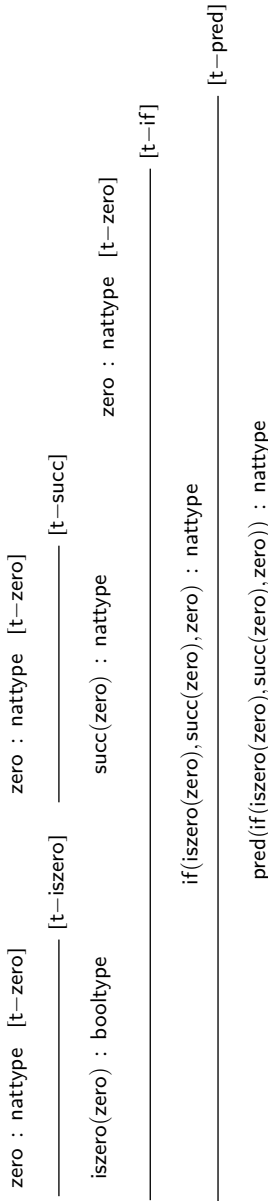 zero : nattype [t−zero] zero : nattype [t−zero]
[t−iszero] [t−succ]
iszero(zero) : booltype succ(zero) : nattype zero : nattype [t−zero]
[t−if]
if(iszero(zero),succ(zero),zero) : nattype
[t−pred]
pred(if(iszero(zero),succ(zero),zero)) : nattype